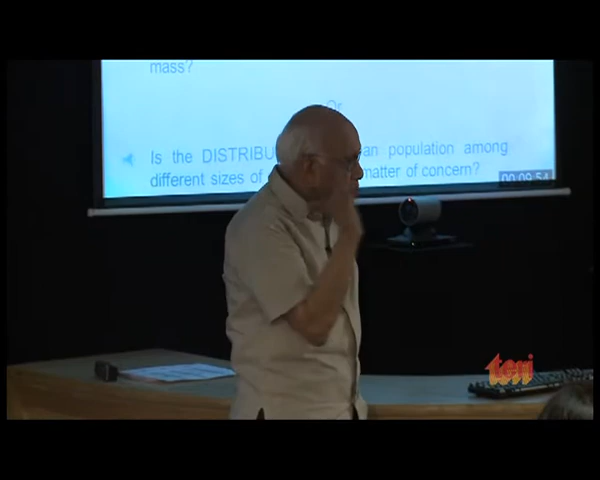 mass?
Or
Is the DISTRIBU an population among
different sizes of matter of concern?
00:09:54
teri